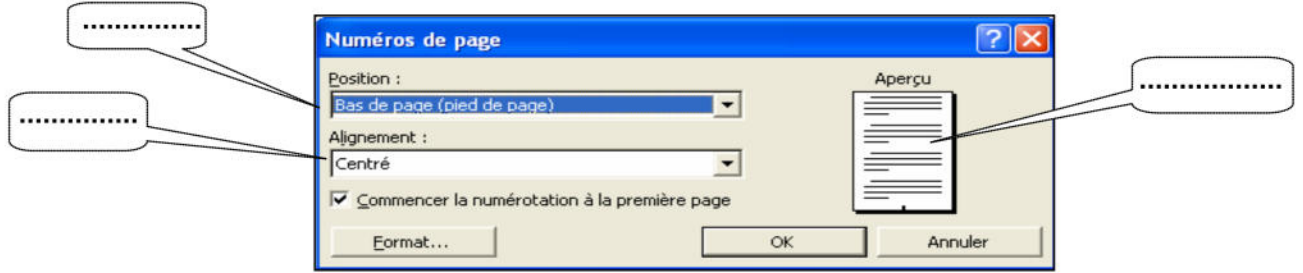 ...............
Numéros de page
Position :
Aperçu
Bas de page (pied de page)
.................
...............
Alignement :
Centré
Commencer la numérotation à la première page
Format...
OK
Annuler